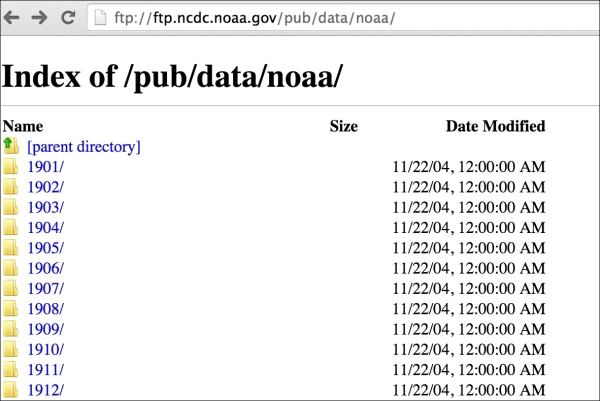 ftp://ftp.ncdc.noaa.gov/pub/data/noaa/
Index of /pub/data/noaa/
Name Size Date Modified
[parent directory]
1901/ 11/22/04, 12:00:00 AM
1902/ 11/22/04, 12:00:00 AM
1903/ 11/22/04, 12:00:00 AM
1904/ 11/22/04, 12:00:00 AM
1905/ 11/22/04, 12:00:00 AM
1906/ 11/22/04, 12:00:00 AM
1907/ 11/22/04, 12:00:00 AM
1908/ 11/22/04, 12:00:00 AM
1909/ 11/22/04, 12:00:00 AM
1910/ 11/22/04, 12:00:00 AM
1911/ 11/22/04, 12:00:00 AM
1912/ 11/22/04, 12:00:00 AM